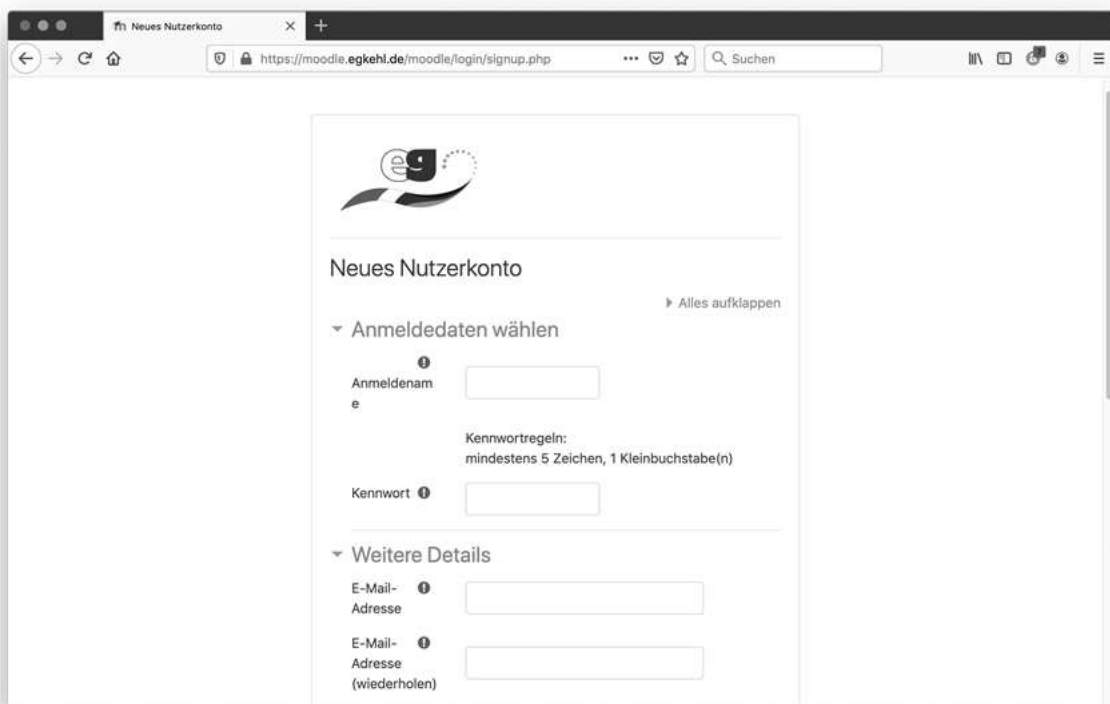 Neues Nutzerkonto
https://moodle.egkehl.de/moodle/login/signup.php
Suchen
eg
Neues Nutzerkonto
Alles aufklappen
Anmeldedaten wählen
Anmeldenam
e
Kennwortregeln:
mindestens 5 Zeichen, 1 Kleinbuchstabe(n)
Kennwort
Weitere Details
E-Mail-
Adresse
E-Mail-
Adresse
(wiederholen)